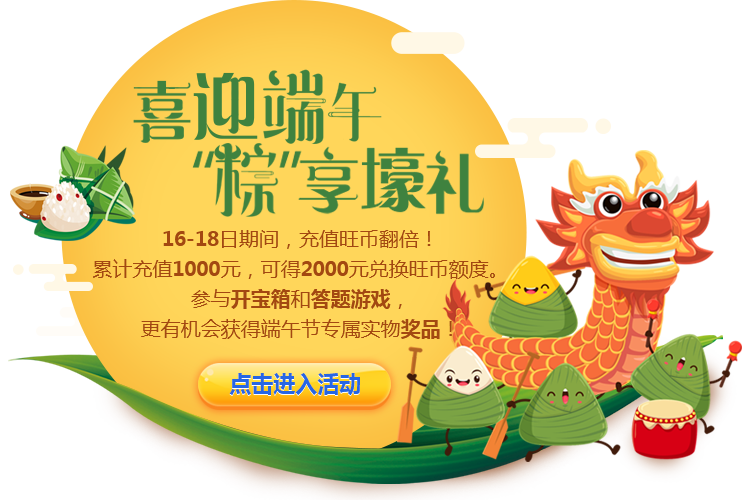 喜迎端午
“粽”享壕礼
16-18日期间，充值旺币翻倍！
累计充值1000元，可得2000元兑换旺币额度。
参与开宝箱和答题游戏，
更有机会获得端午节专属实物奖品！
点击进入活动